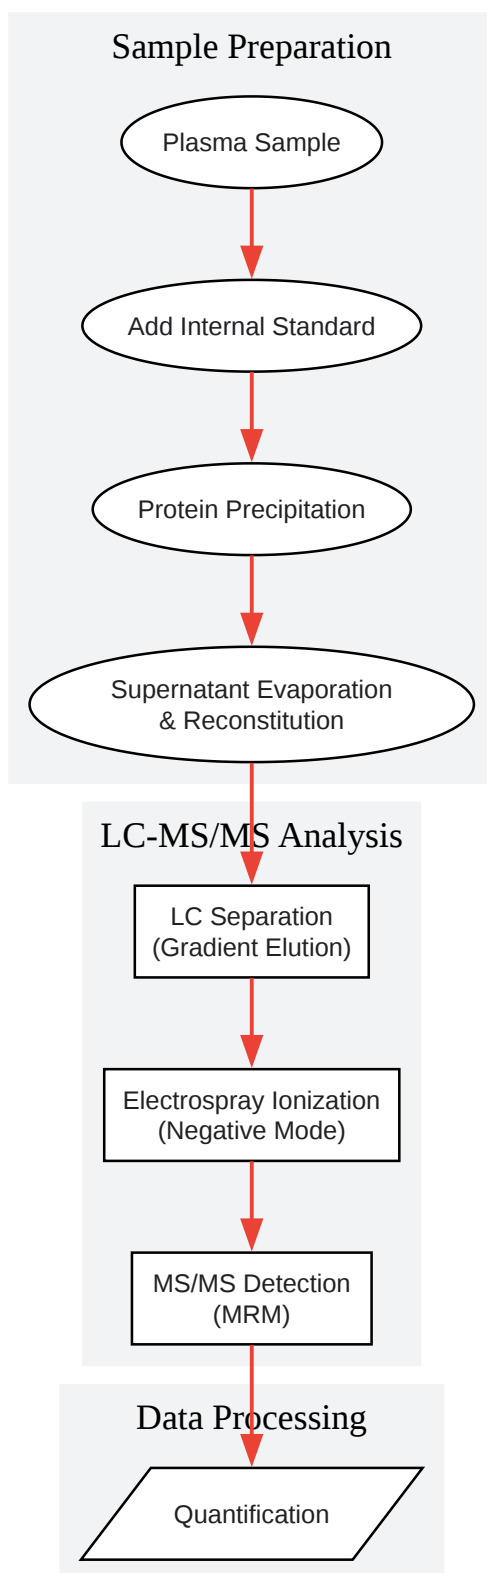 Sample Preparation
Plasma Sample
Add Internal Standard
Protein Precipitation
Supernatant Evaporation
& Reconstitution
LC-MS/MS Analysis
LC Separation
(Gradient Elution)
Electrospray Ionization
(Negative Mode)
MS/MS Detection
(MRM)
Data Processing
Quantification